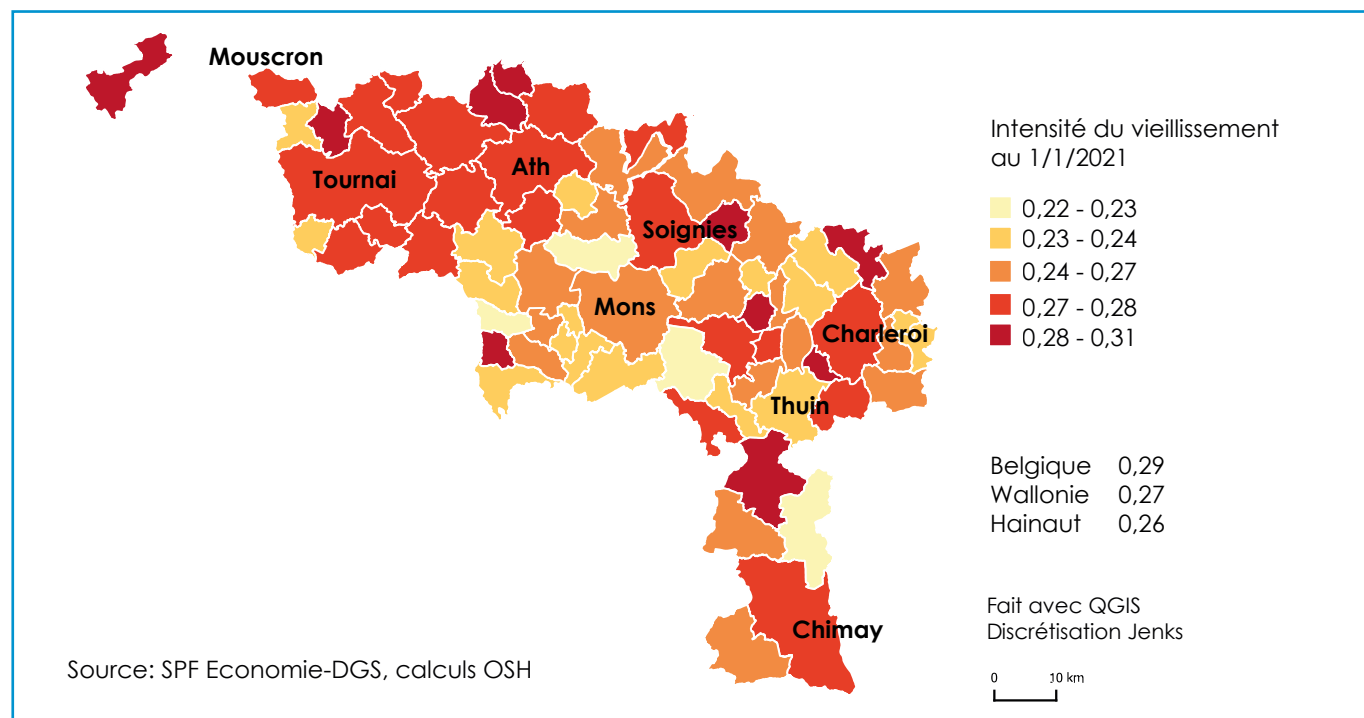 Mouscron
Ath
Tournai
Soignies
Mons
Charleroi
Thuin
Chimay
Intensité du vieillissement
au 1/1/2021
0,22 - 0,23
0,23 - 0,24
0,24 - 0,27
0,27 - 0,28
0,28 - 0,31
Belgique 0,29
Wallonie 0,27
Hainaut 0,26
Fait avec QGIS
Discrétisation Jenks
0 10 km
Source: SPF Economie-DGS, calculs OSH